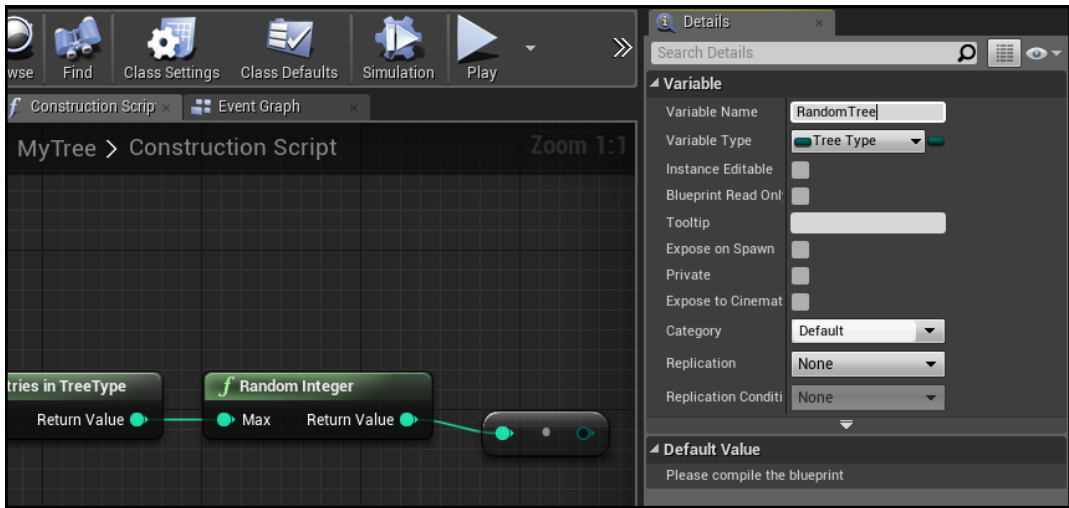 wse
Find
Class Settings
Class Defaults
Simulation
Play
Construction Scrip
Event Graph
MyTree > Construction Script
Zoom 1:1
tries in TreeType
Return Value
f Random Integer
Max
Return Value
Details
Search Details
Variable
Variable Name
RandomTree
Variable Type
Tree Type
Instance Editable
Blueprint Read Onl
Tooltip
Expose on Spawn
Private
Expose to Cinemat
Category
Default
Replication
None
Replication Conditi
None
Default Value
Please compile the blueprint